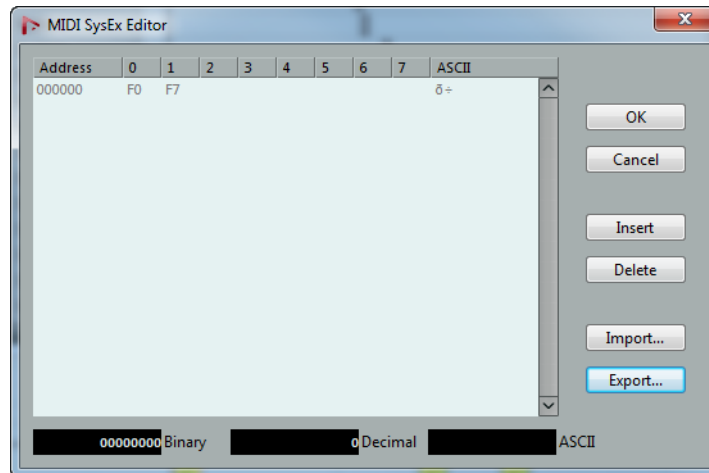 MIDI SysEx Editor
Address 0 1 2 3 4 5 6 7 ASCII
000000 F0 F7 ð÷
OK
Cancel
Insert
Delete
Import...
Export...
00000000 Binary 0 Decimal ASCII